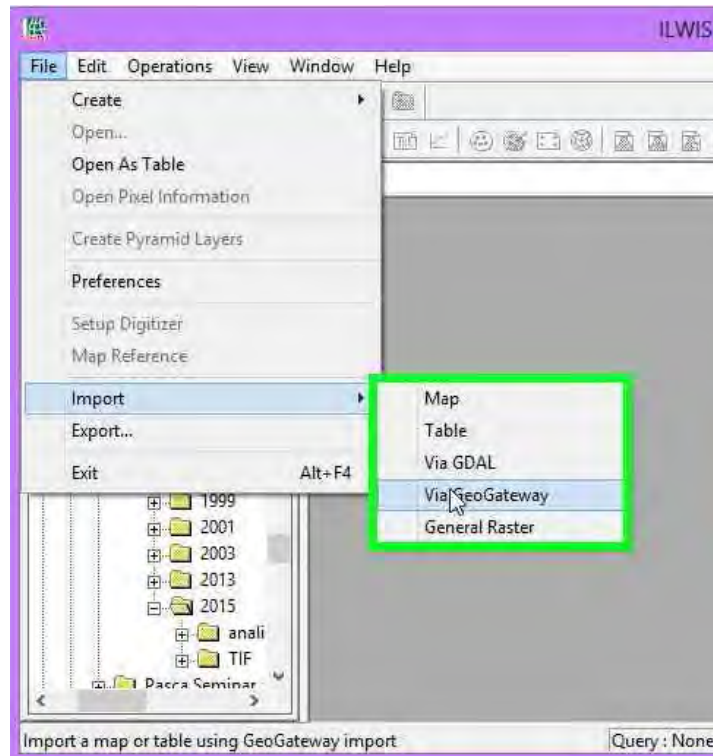 ILWIS
File Edit Operations View Window Help
Create
Open...
Open As Table
Open Pixel Information
Create Pyramid Layers
Preferences
Setup Digitizer
Map Reference
Import
Export...
Exit Alt+F4
Map
Table
Via GDAL
Via GeoGateway
General Raster
1999
2001
2003
2013
2015
anali
TIF
Pasca Seminar
Import a map or table using GeoGateway import Query : None